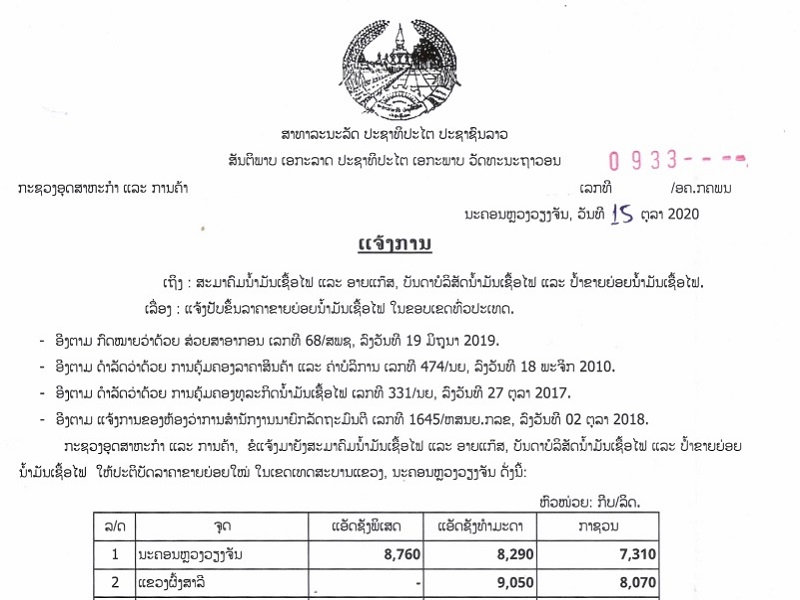 ສາທາລະນະລັດ ປະຊາທິປະໄຕ ປະຊາຊົນລາວ
ສັນຕິພາບ ເອກະລາດ ປະຊາທິປະໄຕ ເອກະພາບ ວັດທະນະຖາວອນ
0933----
ກະຊວງອຸດສາຫະກຳ ແລະ ການຄ້າ ເລກທີ /ອຄ.ກຄພນ
ນະຄອນຫຼວງວຽງຈັນ, ວັນທີ 15 ຕຸລາ 2020
ແຈ້ງການ
ເຖິງ : ສະມາຄົມນ້ຳມັນເຊື້ອໄຟ ແລະ ອາຍແກ໊ສ, ບັນດາບໍລິສັດນ້ຳມັນເຊື້ອໄຟ ແລະ ປ້ຳຂາຍຍ່ອຍນ້ຳມັນເຊື້ອໄຟ.
ເລື່ອງ : ແຈ້ງປັບຂຶ້ນລາຄາຂາຍຍ່ອຍນ້ຳມັນເຊື້ອໄຟ ໃນຂອບເຂດທົ່ວປະເທດ.
- ອີງຕາມ ກົດໝາຍວ່າດ້ວຍ ສ່ວຍສາອາກອນ ເລກທີ 68/ສພຊ, ລົງວັນທີ 19 ມິຖຸນາ 2019.
- ອີງຕາມ ດຳລັດວ່າດ້ວຍ ການຄຸ້ມຄອງລາຄາສິນຄ້າ ແລະ ຄ່າບໍລິການ ເລກທີ 474/ນຍ, ລົງວັນທີ 18 ພະຈິກ 2010.
- ອີງຕາມ ດຳລັດວ່າດ້ວຍ ການຄຸ້ມຄອງທຸລະກິດນ້ຳມັນເຊື້ອໄຟ ເລກທີ 331/ນຍ, ລົງວັນທີ 27 ຕຸລາ 2017.
- ອີງຕາມ ແຈ້ງການຂອງຫ້ອງວ່າການສຳນັກງານນາຍົກລັດຖະມົນຕີ ເລກທີ 1645/ຫສນຍ.ກລຂ, ລົງວັນທີ 02 ຕຸລາ 2018.
ກະຊວງອຸດສາຫະກຳ ແລະ ການຄ້າ, ຂໍແຈ້ງມາຍັງສະມາຄົມນ້ຳມັນເຊື້ອໄຟ ແລະ ອາຍແກ໊ສ, ບັນດາບໍລິສັດນ້ຳມັນເຊື້ອໄຟ ແລະ ປ້ຳຂາຍຍ່ອຍ
ນ້ຳມັນເຊື້ອໄຟ ໃຫ້ປະຕິບັດລາຄາຂາຍຍ່ອຍໃໝ່ ໃນເຂດເທດສະບານແຂວງ, ນະຄອນຫຼວງວຽງຈັນ ດັ່ງນີ້:
ຫົວໜ່ວຍ: ກີບ/ລິດ.
ລ/ດ ຈຸດ ແອັດຊັງພິເສດ ແອັດຊັງທຳມະດາ ກາຊວນ
1 ນະຄອນຫຼວງວຽງຈັນ 8,760 8,290 7,310
2 ແຂວງຜົ້ງສາລີ - 9,050 8,070